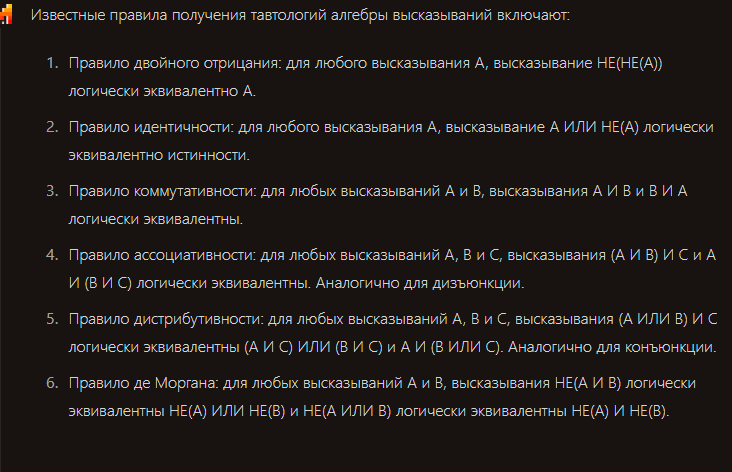 Известные правила получения тавтологий алгебры высказываний включают:
1. Правило двойного отрицания: для любого высказывания A, высказывание НЕ(НЕ(A))
логически эквивалентно A.
2. Правило идентичности: для любого высказывания A, высказывание A ИЛИ НЕ(A) логически
эквивалентно истинности.
3. Правило коммутативности: для любых высказываний A и B, высказывания A И B и B И A
логически эквивалентны.
4. Правило ассоциативности: для любых высказываний A, B и C, высказывания (A И B) И C и A
И (B И C) логически эквивалентны. Аналогично для дизъюнкции.
5. Правило дистрибутивности: для любых высказываний A, B и C, высказывания (A ИЛИ B) И C
логически эквивалентны (A И C) ИЛИ (B И C) и A И (B ИЛИ C). Аналогично для конъюнкции.
6. Правило де Моргана: для любых высказываний A и B, высказывания НЕ(A И B) логически
эквивалентны НЕ(A) ИЛИ НЕ(B) и НЕ(A ИЛИ B) логически эквивалентны НЕ(A) И НЕ(B).